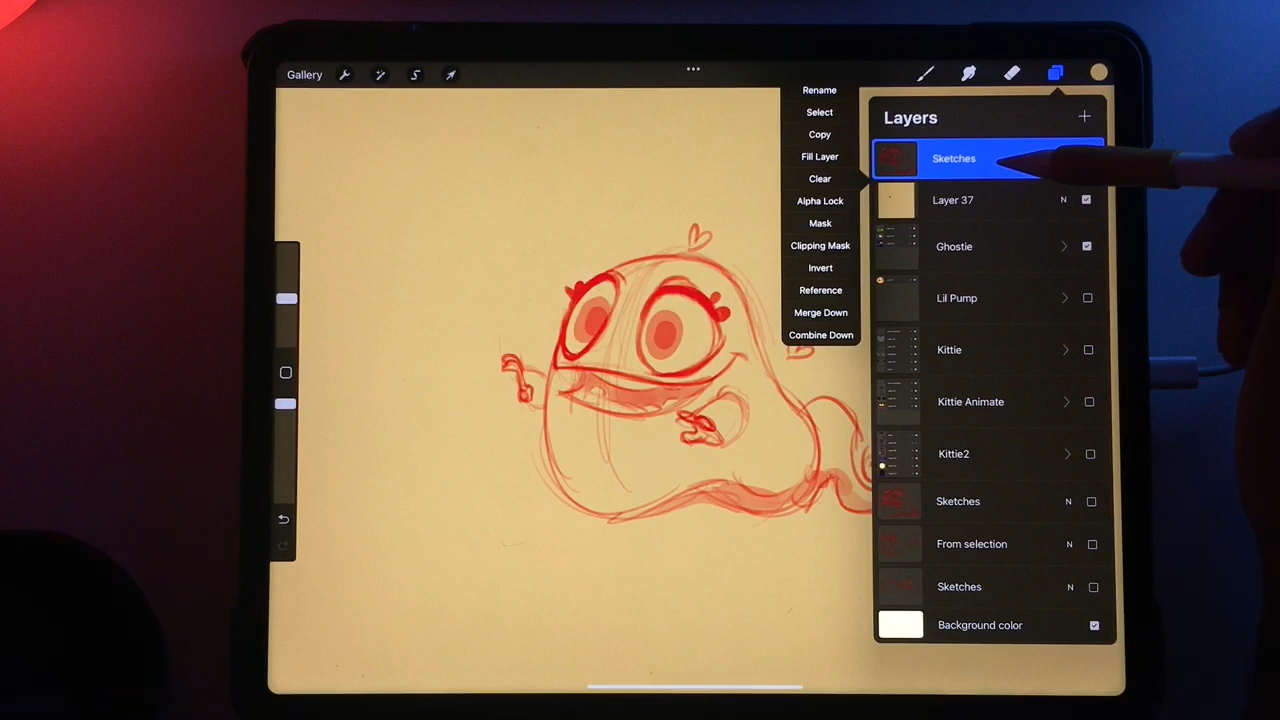 Gallery
Rename
Select
Copy
Fill Layer
Clear
Alpha Lock
Mask
Clipping Mask
Invert
Reference
Merge Down
Combine Down
Layers
Sketches
Layer 37 N
Ghostie
Lil Pump
Kittie
Kittie Animate
Kittie2
Sketches N
From selection N
Sketches N
Background color